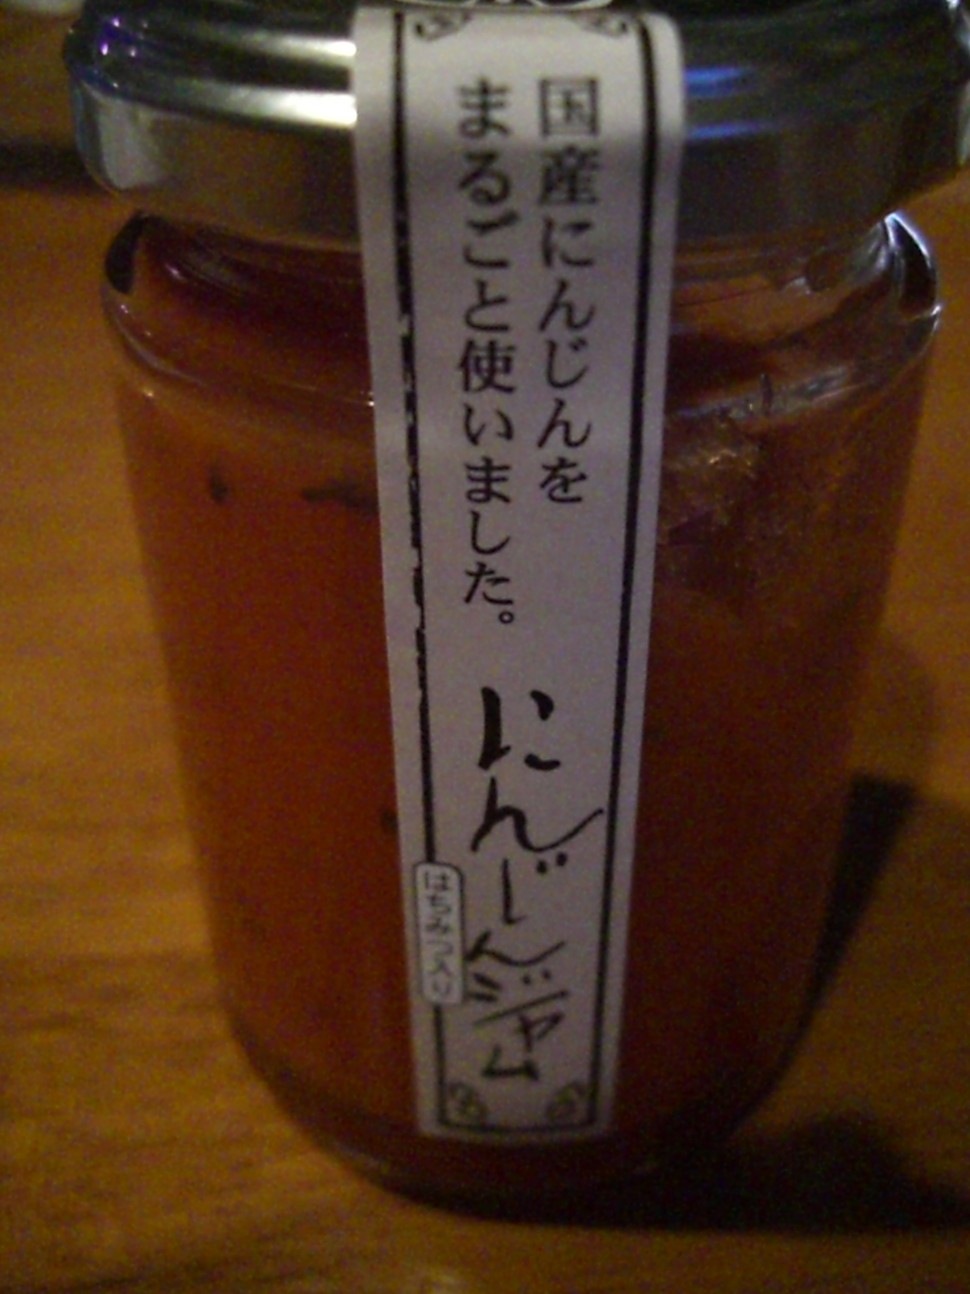 国産にんじんを
まるごと使いました。
にんじんジャム
はちみつ入り